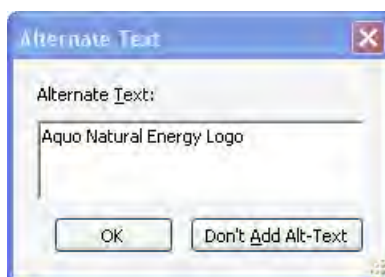 Alternate Text
Alternate Text:
Aquo Natural Energy Logo
OK
Don't Add Alt-Text